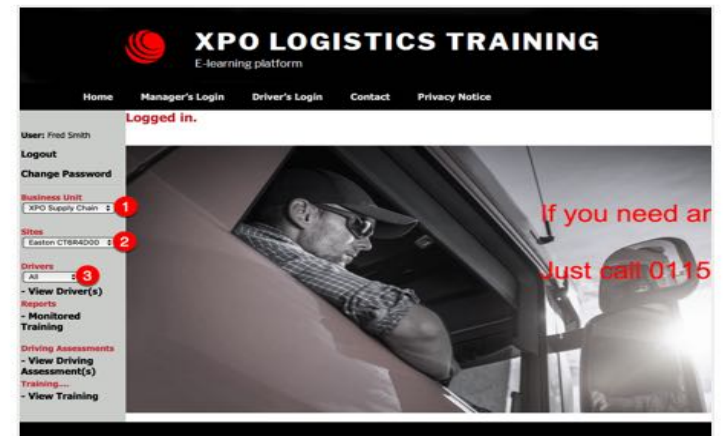 XPO LOGISTICS TRAINING
E-learning platform
Home Manager's Login Driver's Login Contact Privacy Notice
Logged in.
User: Fred Smith
Logout
Change Password
Business Unit
XPO Supply Chain 1
Sites
Easton CT6R4D00 2
Drivers
All 3
- View Driver(s)
Reports
- Monitored
Training
Driving Assessments
- View Driving
Assessment(s)
Training....
- View Training
If you need ar
Just call 0115